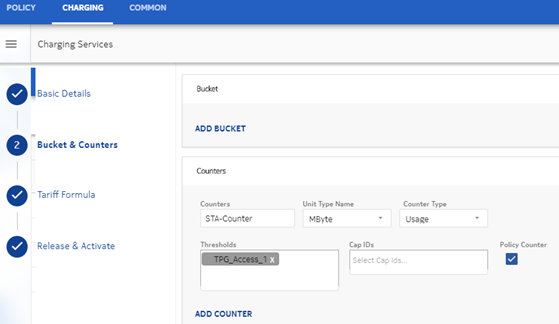 POLICY CHARGING COMMON
Charging Services
Basic Details
2 Bucket & Counters
Tariff Formula
Release & Activate
Bucket
ADD BUCKET
Counters
Counters Unit Type Name Counter Type
STA-Counter MByte Usage
Thresholds Cap IDs Policy Counter
TPG_Access_1 x Select Cap Ids...
ADD COUNTER